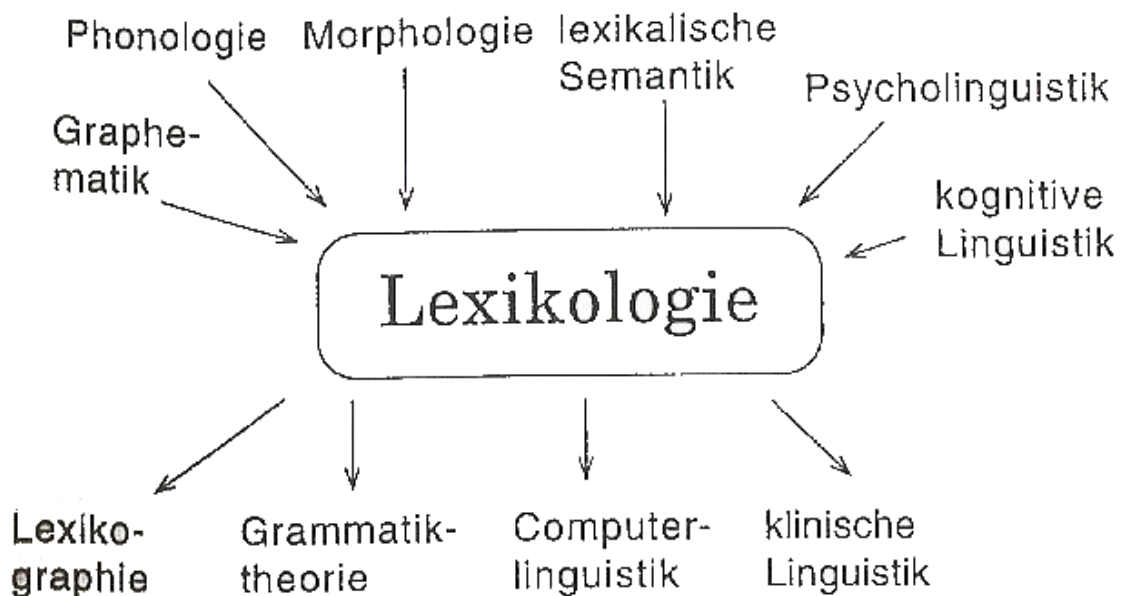 Phonologie
Morphologie
lexikalische
Semantik
Psycholinguistik
Graphe-
matik
kognitive
Linguistik
Lexikologie
Lexiko-
graphie
Grammatik-
theorie
Computer-
linguistik
klinische
Linguistik